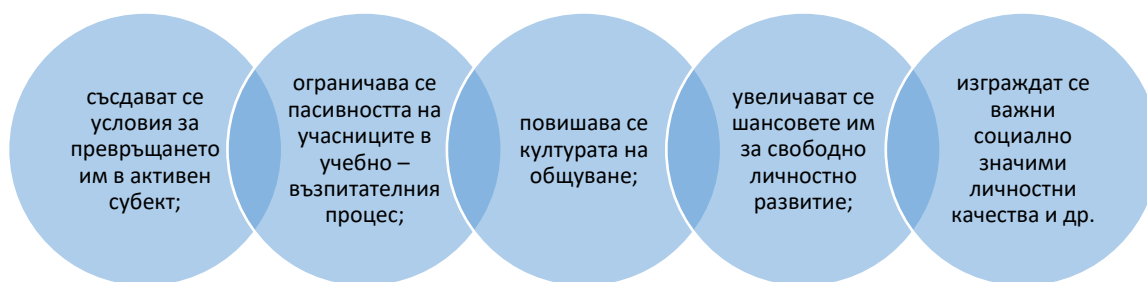 съсдават се
условия за
превръщането
им в активен
субект;
ограничава се
пасивността на
учасниците в
учебно –
възпитателния
процес;
повишава се
културата на
общуване;
увеличават се
шансовете им
за свободно
личностно
развитие;
изграждат се
важни
социално
значими
личностни
качества и др.